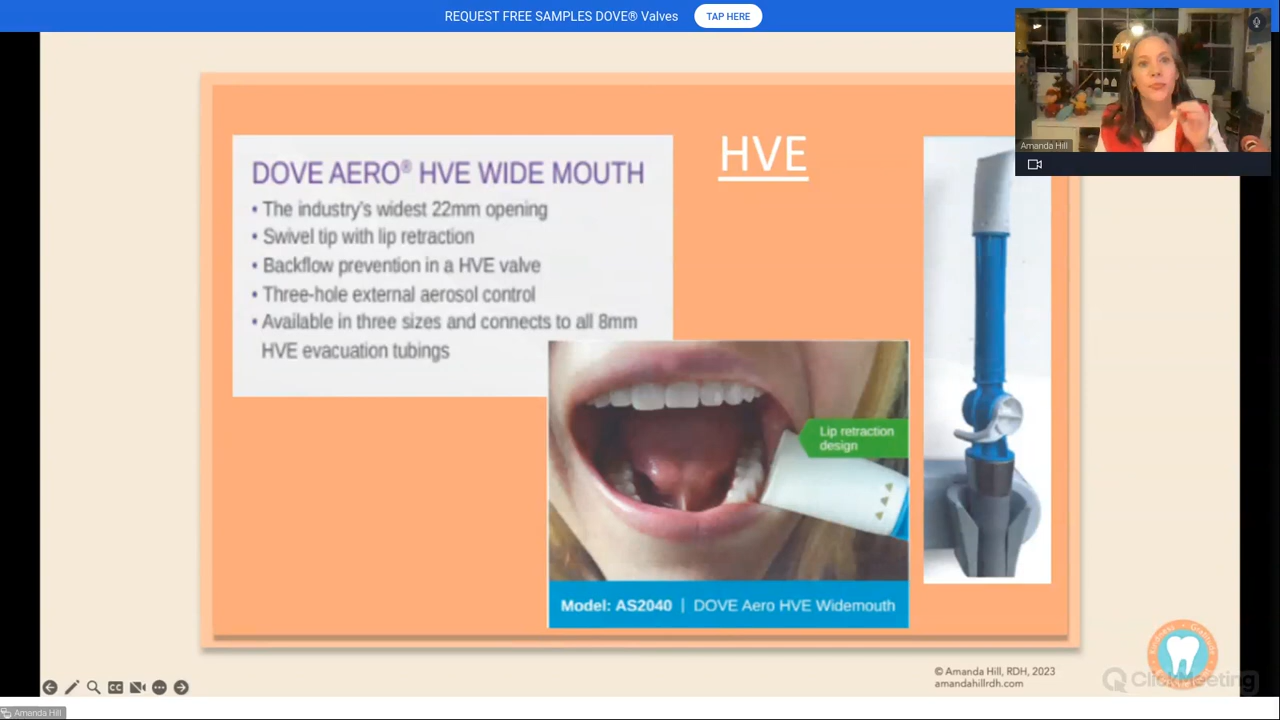 REQUEST FREE SAMPLES DOVE® Valves
TAP HERE
Amanda Hill
HVE
DOVE AERO® HVE WIDE MOUTH
• The industry's widest 22mm opening
• Swivel tip with lip retraction
• Backflow prevention in a HVE valve
• Three-hole external aerosol control
• Available in three sizes and connects to all 8mm
HVE evacuation tubings
Lip retraction
design
Model: AS2040 | DOVE Aero HVE Widemouth
CC
© Amanda Hill, RDH, 2023
amandahillrdh.com
Kindness • Gratitude
ClickMeeting
Amanda Hill